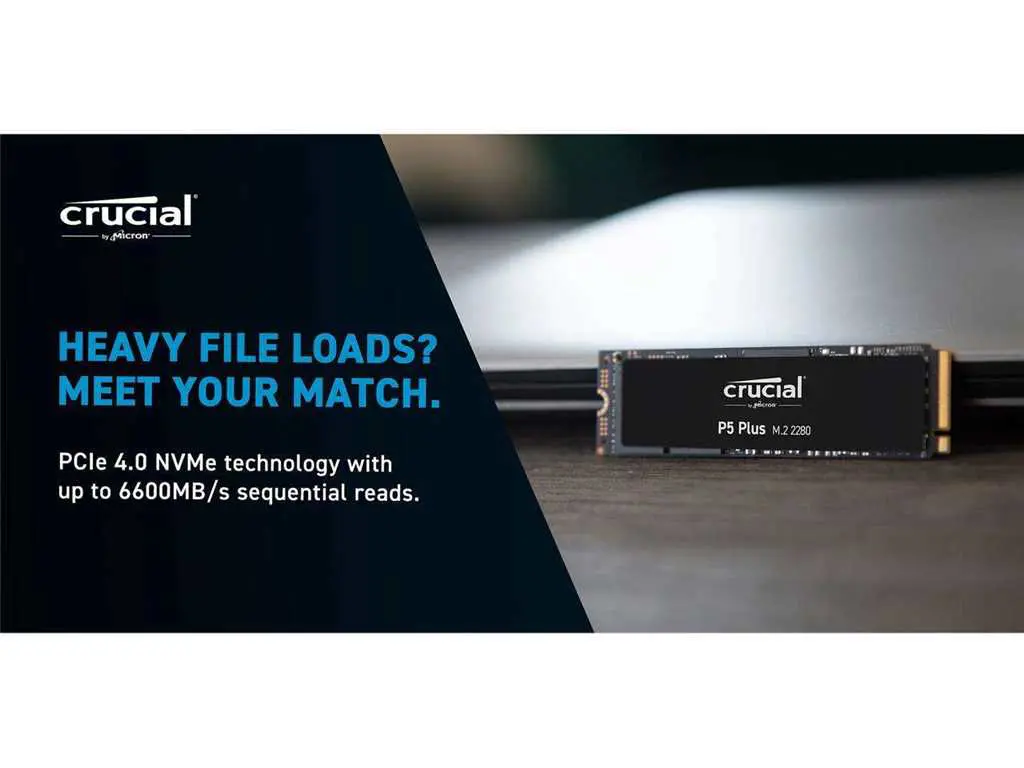 crucial
by Micron
HEAVY FILE LOADS?
MEET YOUR MATCH.
PCIe 4.0 NVMe technology with
up to 6600MB/s sequential reads.
crucial
by Micron
P5 Plus M.2 2280